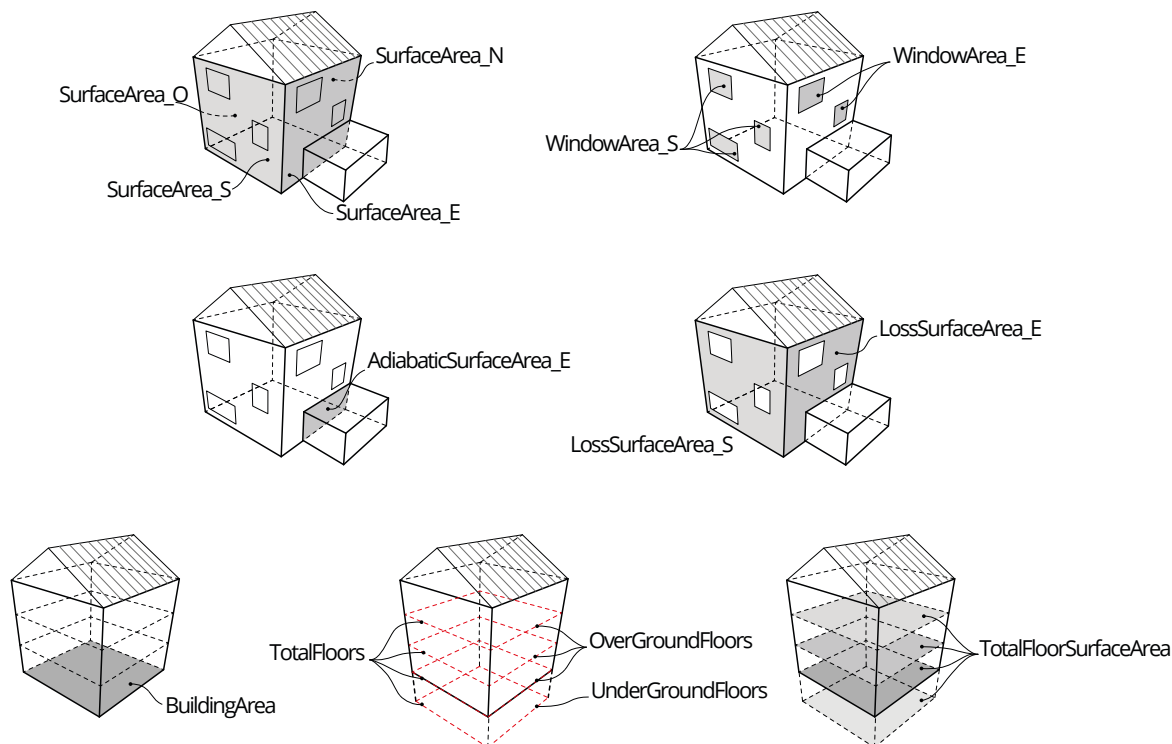 SurfaceArea_N
SurfaceArea_O
SurfaceArea_S
SurfaceArea_E
WindowArea_E
WindowArea_S
AdiabaticSurfaceArea_E
LossSurfaceArea_E
LossSurfaceArea_S
BuildingArea
TotalFloors
OverGroundFloors
UnderGroundFloors
TotalFloorSurfaceArea